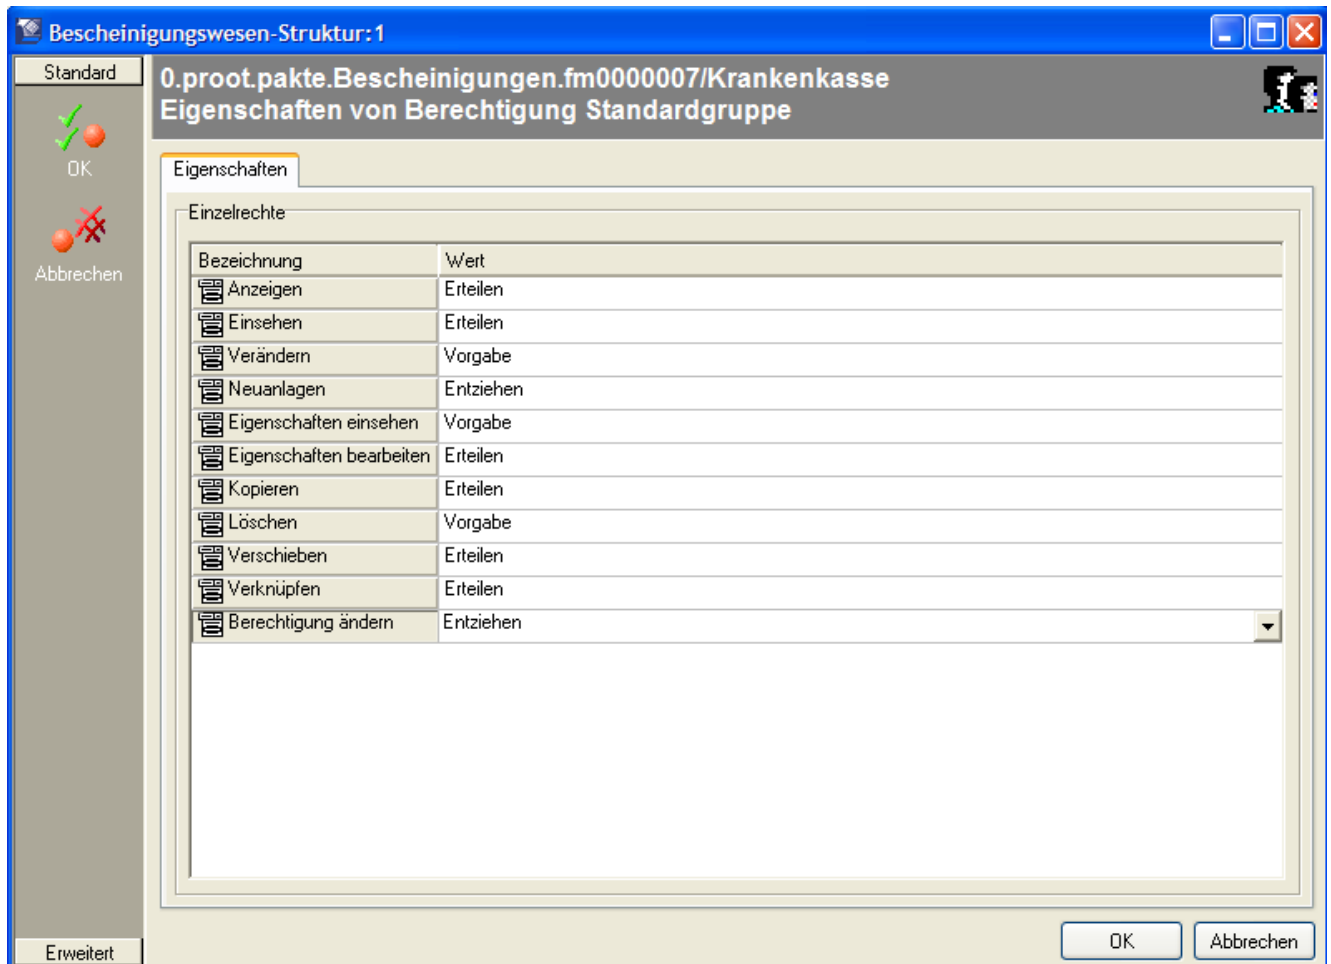 Bescheinigungswesen-Struktur:1
Standard
0.proot.pakte.Bescheinigungen.fm0000007/Krankenkasse
Eigenschaften von Berechtigung Standardgruppe
OK
Abbrechen
Eigenschaften
Einzelrechte
Bezeichnung Wert
Anzeigen Erteilen
Einsehen Erteilen
Verändern Vorgabe
Neuanlagen Entziehen
Eigenschaften einsehen Vorgabe
Eigenschaften bearbeiten Erteilen
Kopieren Erteilen
Löschen Vorgabe
Verschieben Erteilen
Verknüpfen Erteilen
Berechtigung ändern Entziehen
OK Abbrechen
Erweitert